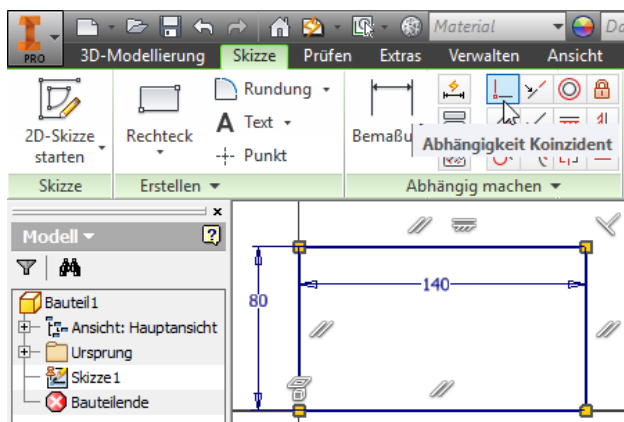 Material
Da
PRO
3D-Modellierung Skizze Prüfen Extras Verwalten Ansicht
2D-Skizze starten
Rechteck
Rundung
A Text
Punkt
Bemaßu
Abhängigkeit Koinzident
Skizze
Erstellen
Abhängig machen
Modell
?
Bauteil1
Ansicht: Hauptansicht
Ursprung
Skizze1
Bauteilende
80
140